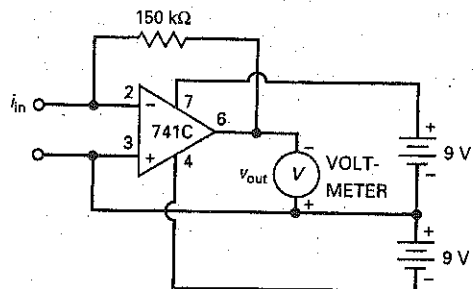 150 kΩ
i_in
2
−
7
741C
6
3
+
4
−
v_out
V
VOLT-
METER
+
+
−
9 V
+
−
9 V